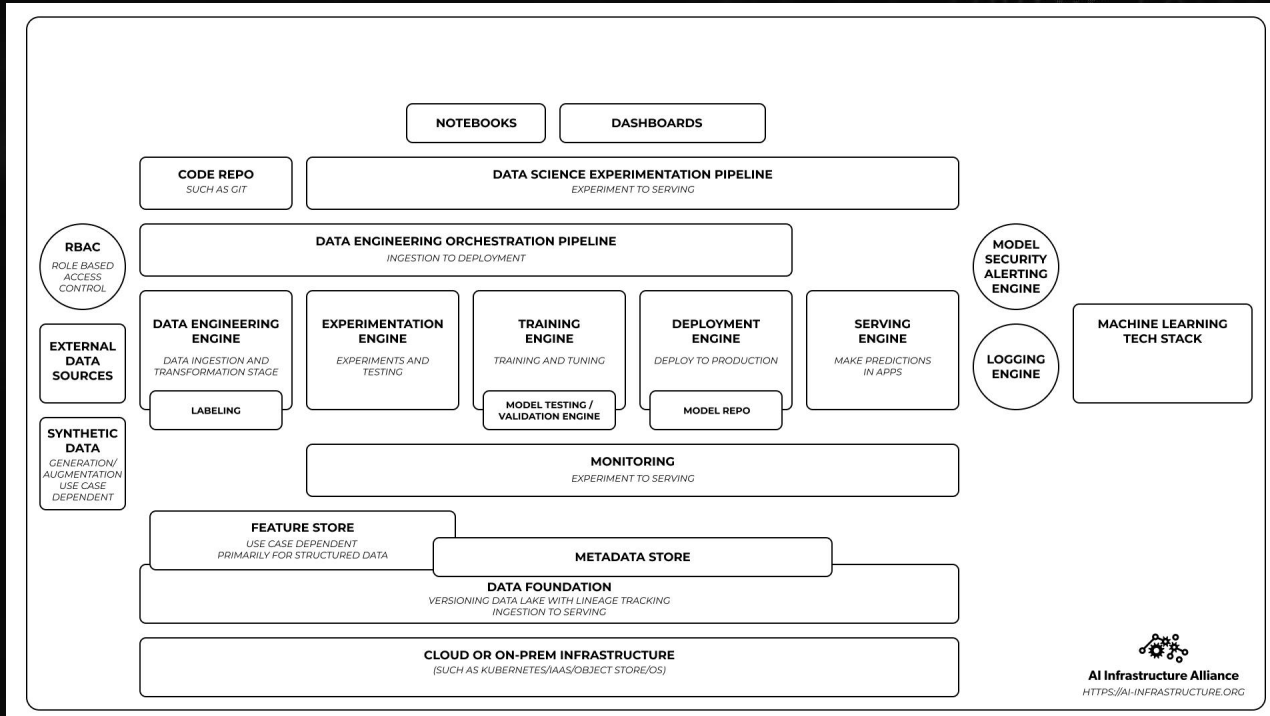 NOTEBOOKS
DASHBOARDS
CODE REPO
SUCH AS GIT
DATA SCIENCE EXPERIMENTATION PIPELINE
EXPERIMENT TO SERVING
RBAC
ROLE BASED
ACCESS
CONTROL
DATA ENGINEERING ORCHESTRATION PIPELINE
INGESTION TO DEPLOYMENT
MODEL
SECURITY
ALERTING
ENGINE
EXTERNAL
DATA
SOURCES
DATA ENGINEERING
ENGINE
DATA INGESTION AND
TRANSFORMATION STAGE
LABELING
EXPERIMENTATION
ENGINE
EXPERIMENTS AND
TESTING
TRAINING
ENGINE
TRAINING AND TUNING
MODEL TESTING /
VALIDATION ENGINE
DEPLOYMENT
ENGINE
DEPLOY TO PRODUCTION
MODEL REPO
SERVING
ENGINE
MAKE PREDICTIONS
IN APPS
LOGGING
ENGINE
MACHINE LEARNING
TECH STACK
SYNTHETIC
DATA
GENERATION/
AUGMENTATION
USE CASE
DEPENDENT
MONITORING
EXPERIMENT TO SERVING
FEATURE STORE
USE CASE DEPENDENT
PRIMARILY FOR STRUCTURED DATA
METADATA STORE
DATA FOUNDATION
VERSIONING DATA LAKE WITH LINEAGE TRACKING
INGESTION TO SERVING
CLOUD OR ON-PREM INFRASTRUCTURE
(SUCH AS KUBERNETES/IAAS/OBJECT STORE/OS)
AI Infrastructure Alliance
HTTPS://AI-INFRASTRUCTURE.ORG